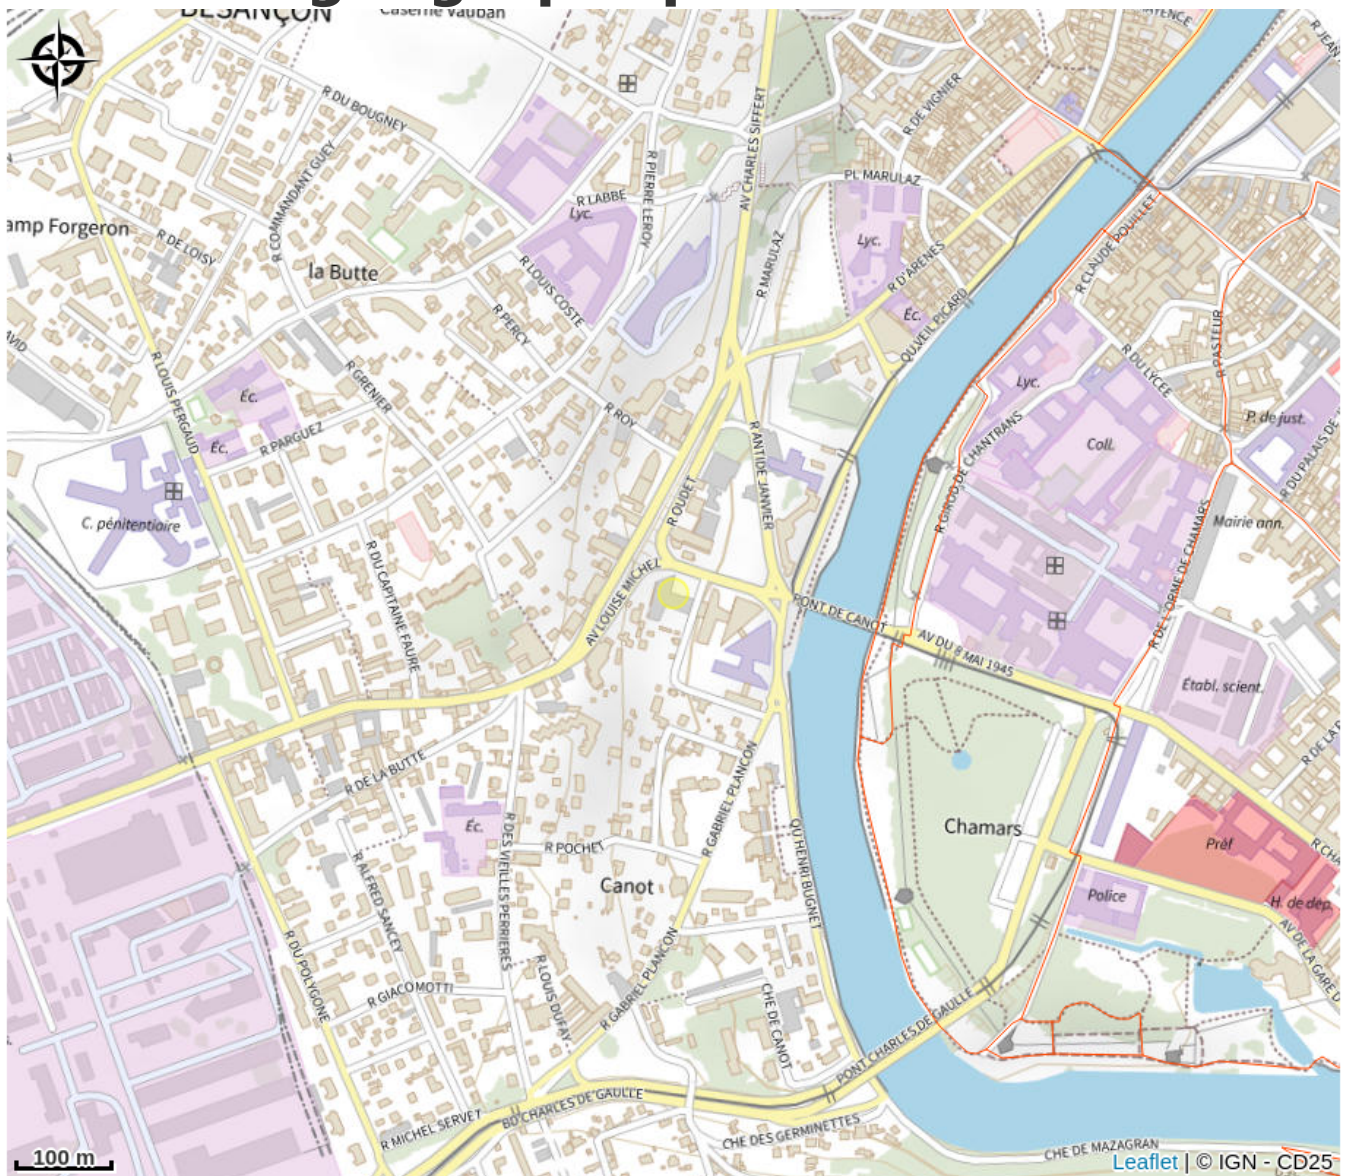 BESANÇON
Caserne Vauban
R JEAN
R DU BOUGNEY
R DE VIGNIER
AV CHARLES SIFFERT
R COMMANDANT GUEY
R PIERRE LEROY
PL MARULAZ
R LABBE
Lyc.
R CLAUDE POUILLET
amp Forgeron
R DE LOISY
Lyc.
R D'ARENES
R MARULAZ
la Butte
R LOUIS COSTE
Éc.
QU VEIL PICARD
R PERCY
R PASTEUR
AVID
R LOUIS PERGAUD
R GRENIER
R DU LYCEE
Éc.
Lyc.
R ROY
P. de just.
Éc.
R PARGUEZ
R ANTIDE JANVIER
R GIROD DE CHANTRANS
Coll.
R DU PALAIS DE
R OUDET
C. pénitentiaire
Mairie ann.
R DU CAPITAINE FAURE
AV LOUISE MICHEL
R DE L'ORME DE CHAMARS
PONT DE CANOT
AV DU 8 MAI 1945
Établ. scient.
R DE LA
R DE LA BUTTE
R GABRIEL PLANCON
Éc.
R DES VIEILLES PERRIERES
QU HENRI BUGNET
Chamars
Préf
R CHA
R POCHET
R ALFRED SANCEY
Canot
Police
H. de dep.
AV DE LA GARE D
R DU POLYGONE
R GIACOMOTTI
R LOUIS DUFAY
R GABRIEL PLANCON
CHE DE CANOT
PONT CHARLES DE GAULLE
BD CHARLES DE GAULLE
R MICHEL SERVET
CHE DES GERMINETTES
CHE DE MAZAGRAN
100 m
Leaflet | © IGN - CD25